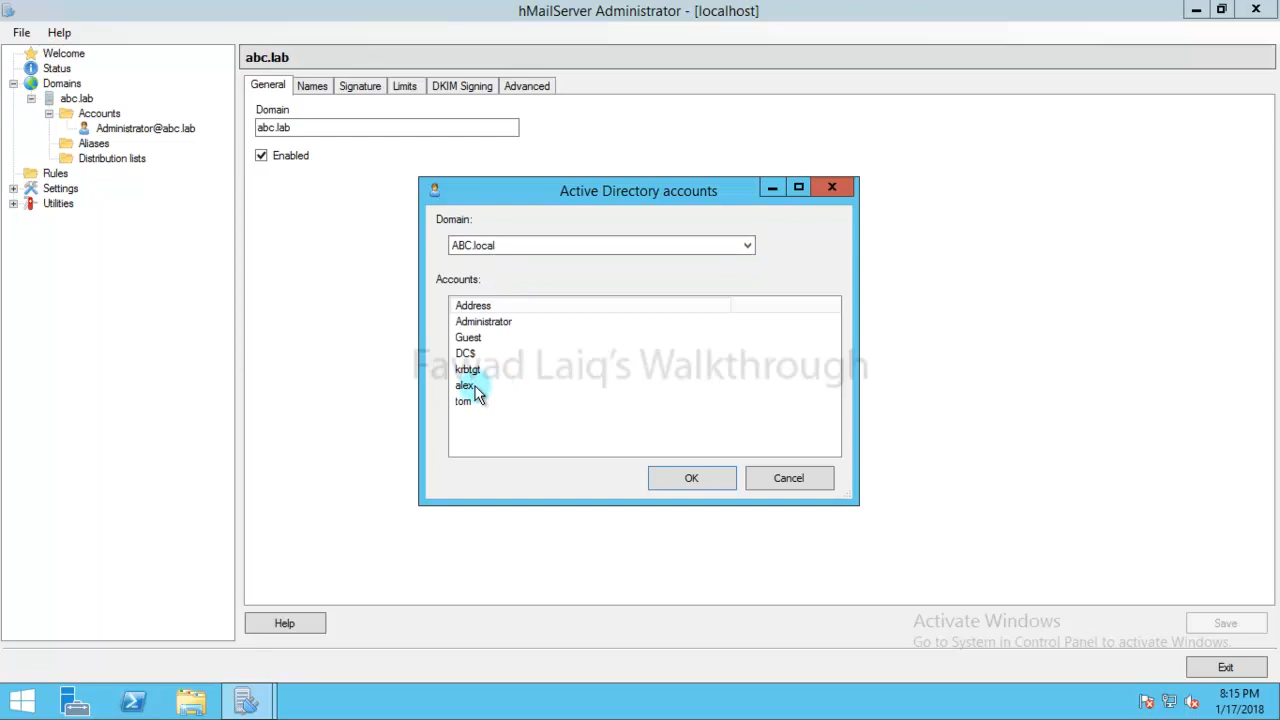 hMailServer Administrator - [localhost]
File Help
Welcome
Status
Domains
abc.lab
Accounts
Administrator@abc.lab
Aliases
Distribution lists
Rules
Settings
Utilities
abc.lab
General Names Signature Limits DKIM Signing Advanced
Domain
abc.lab
Enabled
Active Directory accounts
Domain:
ABC.local
Accounts:
Address
Administrator
Guest
DC$
krbtgt
alex
tom
OK Cancel
Fawad Laiq's Walkthrough
Help
Activate Windows
Go to System in Control Panel to activate Windows.
Save
Exit
8:15 PM
1/17/2018